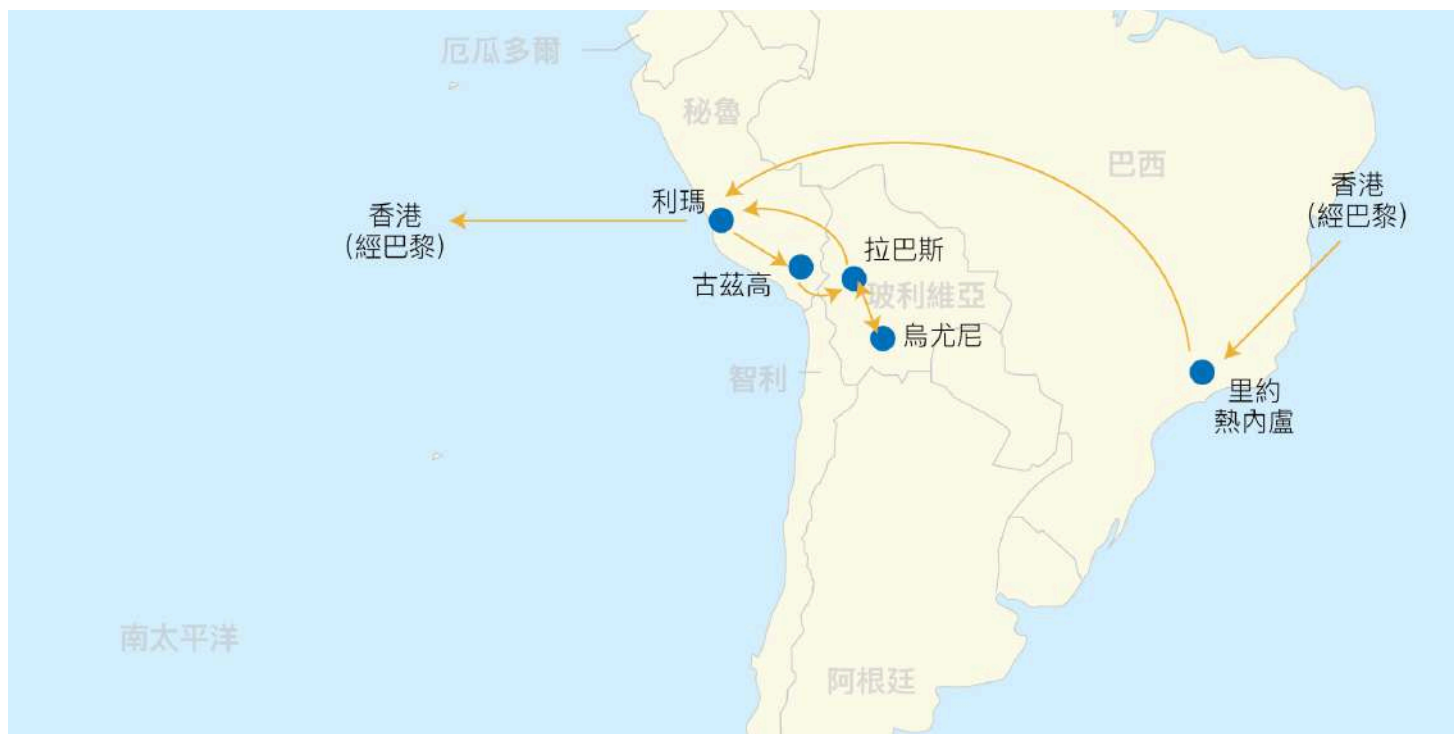 厄瓜多爾
秘魯
巴西
香港
(經巴黎)
利瑪
香港
(經巴黎)
拉巴斯
古茲高
玻利維亞
烏尤尼
智利
里約
熱內盧
南太平洋
阿根廷